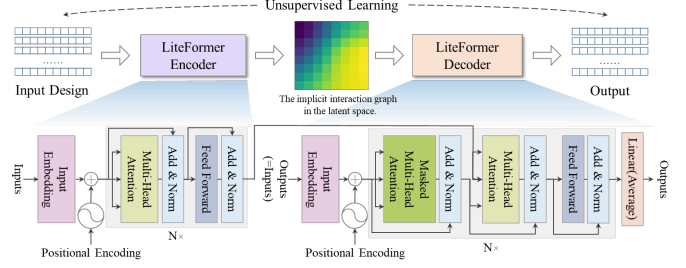 Unsupervised Learning
......
Input Design
LiteFormer
Encoder
The implicit interaction graph
in the latent space.
LiteFormer
Decoder
......
Output
Inputs
Input
Embedding
Positional Encoding
Multi-Head
Attention
Add & Norm
Feed Forward
Add & Norm
N×
Outputs
(=Inputs)
Input
Embedding
Positional Encoding
Masked
Multi-Head
Attention
Add & Norm
Multi-Head
Attention
Add & Norm
Feed Forward
Add & Norm
N×
Linear(Average)
Outputs